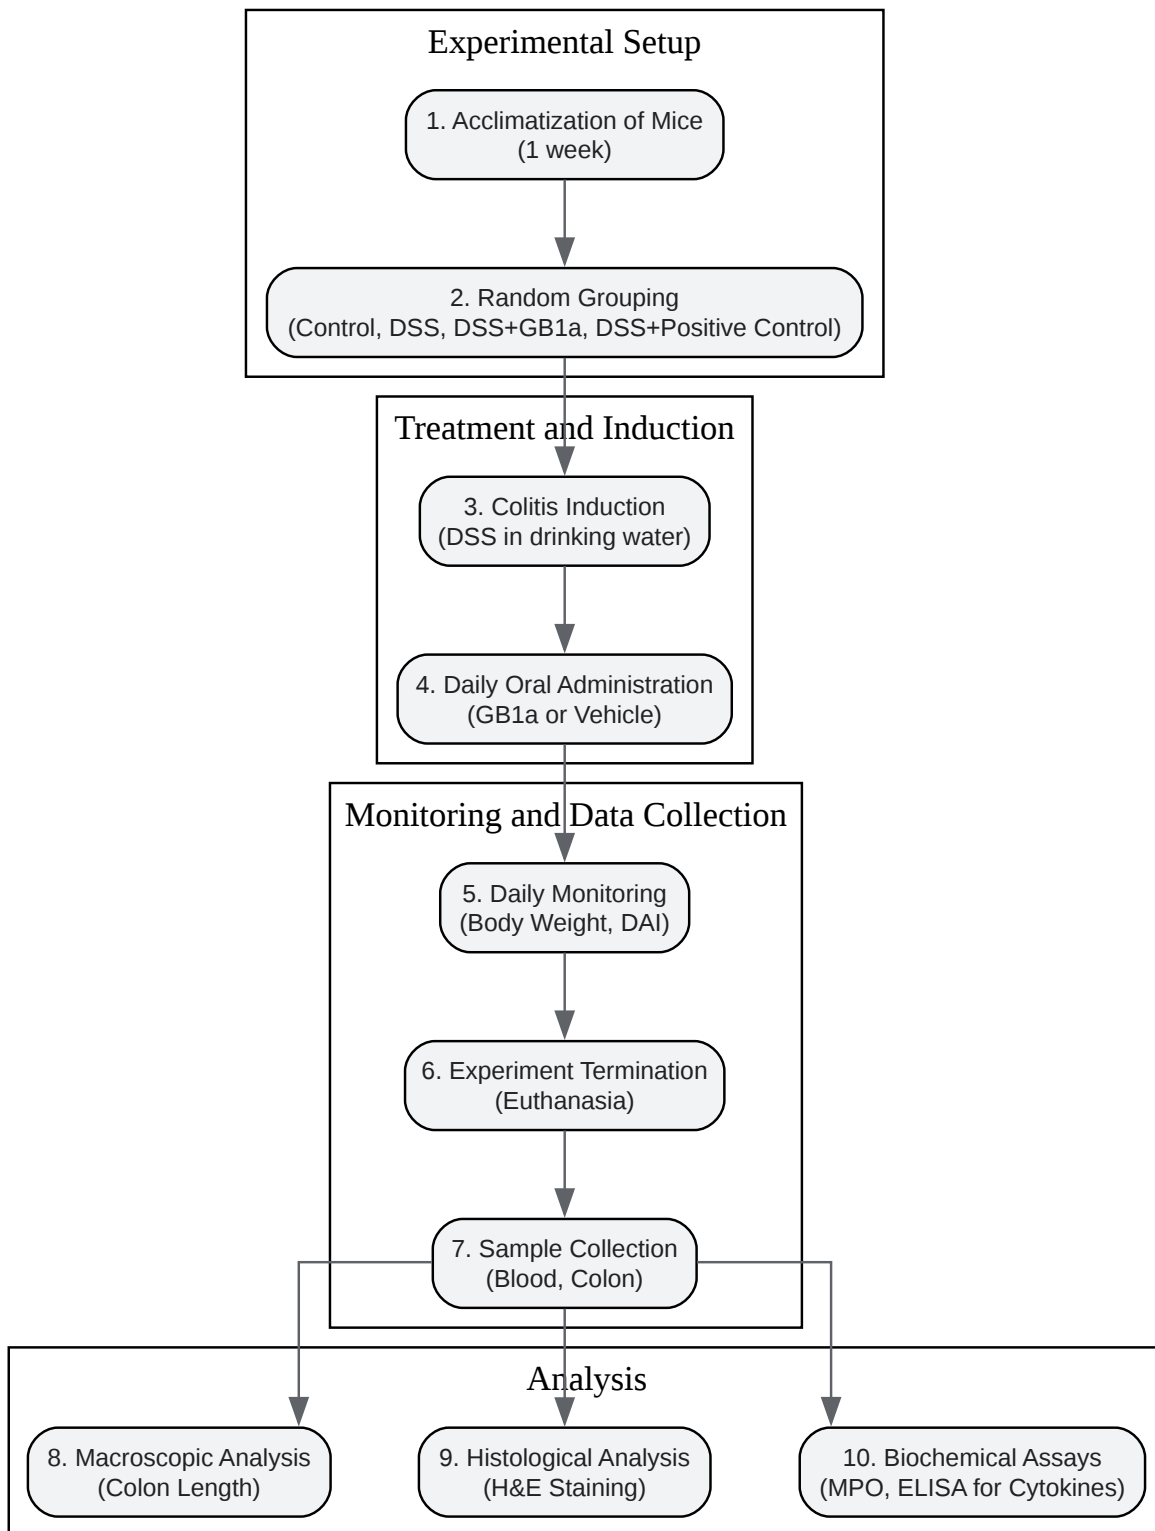 Experimental Setup
1. Acclimatization of Mice
(1 week)
2. Random Grouping
(Control, DSS, DSS+GB1a, DSS+Positive Control)
Treatment and Induction
3. Colitis Induction
(DSS in drinking water)
4. Daily Oral Administration
(GB1a or Vehicle)
Monitoring and Data Collection
5. Daily Monitoring
(Body Weight, DAI)
6. Experiment Termination
(Euthanasia)
7. Sample Collection
(Blood, Colon)
Analysis
8. Macroscopic Analysis
(Colon Length)
9. Histological Analysis
(H&E Staining)
10. Biochemical Assays
(MPO, ELISA for Cytokines)